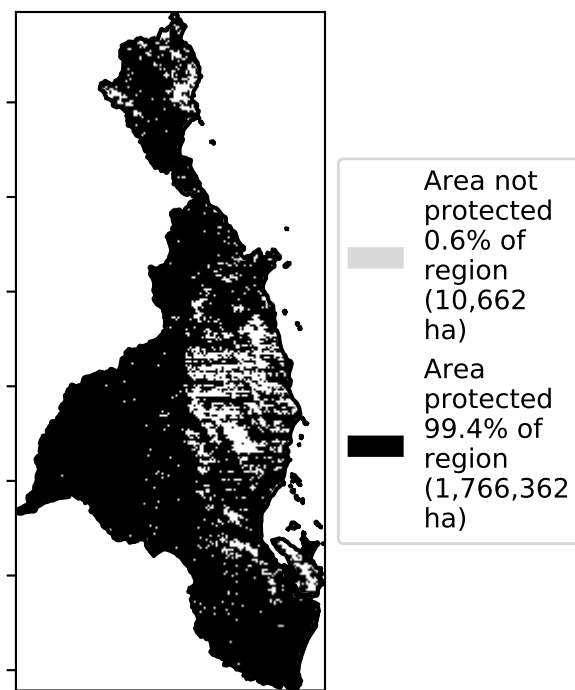 Area not
protected
0.6% of
region
(10,662
ha)
Area
protected
99.4% of
region
(1,766,362
ha)